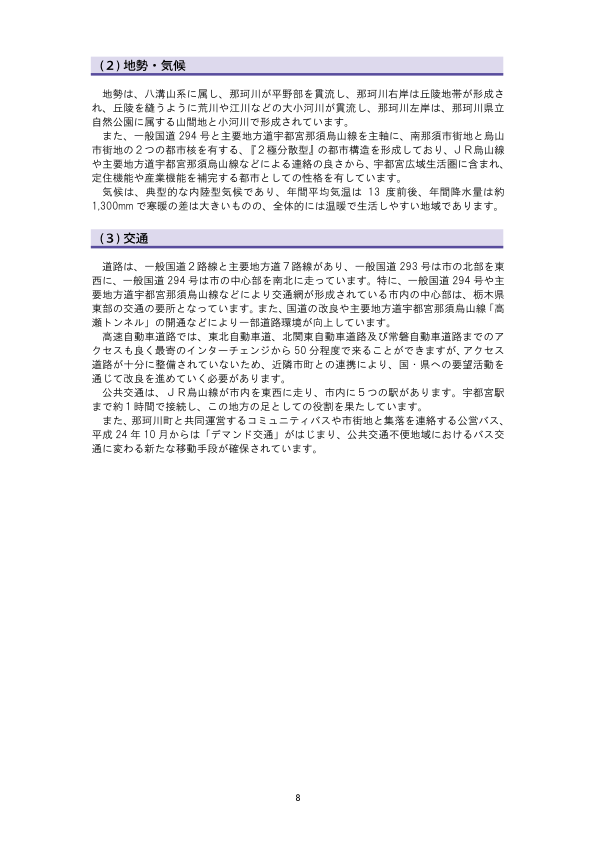 (２) 地勢・気候
地勢は、八溝山系に属し、那珂川が平野部を貫流し、那珂川右岸は丘陵地帯が形成さ
れ、丘陵を縫うように荒川や江川などの大小河川が貫流し、那珂川左岸は、那珂川県立
自然公園に属する山間地と小河川で形成されています。
また、一般国道 294 号と主要地方道宇都宮那須烏山線を主軸に、南那須市街地と烏山
市街地の２つの都市核を有する、『２極分散型』の都市構造を形成しており、ＪＲ烏山線
や主要地方道宇都宮那須烏山線などによる連絡の良さから、宇都宮広域生活圏に含まれ、
定住機能や産業機能を補完する都市としての性格を有しています。
気候は、典型的な内陸型気候であり、年間平均気温は 13 度前後、年間降水量は約
1,300mm で寒暖の差は大きいものの、全体的には温暖で生活しやすい地域であります。
(３) 交通
道路は、一般国道２路線と主要地方道７路線があり、一般国道 293 号は市の北部を東
西に、一般国道 294 号は市の中心部を南北に走っています。特に、一般国道 294 号や主
要地方道宇都宮那須烏山線などにより交通網が形成されている市内の中心部は、栃木県
東部の交通の要所となっています。また、国道の改良や主要地方道宇都宮那須烏山線「高
瀬トンネル」の開通などにより一部道路環境が向上しています。
高速自動車道路では、東北自動車道、北関東自動車道路及び常磐自動車道路までのア
クセスも良く最寄のインターチェンジから 50 分程度で来ることができますが、アクセス
道路が十分に整備されていないため、近隣市町との連携により、国・県への要望活動を
通じて改良を進めていく必要があります。
公共交通は、ＪＲ烏山線が市内を東西に走り、市内に５つの駅があります。宇都宮駅
まで約１時間で接続し、この地方の足としての役割を果たしています。
また、那珂川町と共同運営するコミュニティバスや市街地と集落を連絡する公営バス、
平成 24 年 10 月からは「デマンド交通」がはじまり、公共交通不便地域におけるバス交
通に変わる新たな移動手段が確保されています。
8